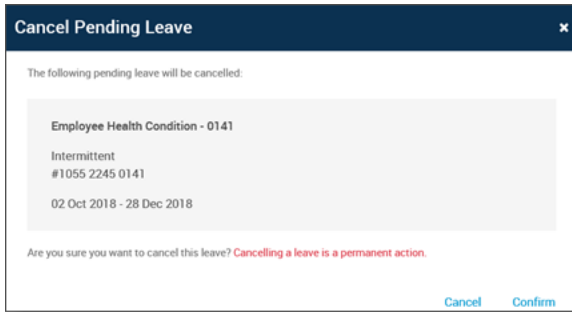 Cancel Pending Leave
The following pending leave will be cancelled:
Employee Health Condition - 0141
Intermittent
#1055 2245 0141
02 Oct 2018 - 28 Dec 2018
Are you sure you want to cancel this leave? Cancelling a leave is a permanent action.
Cancel Confirm